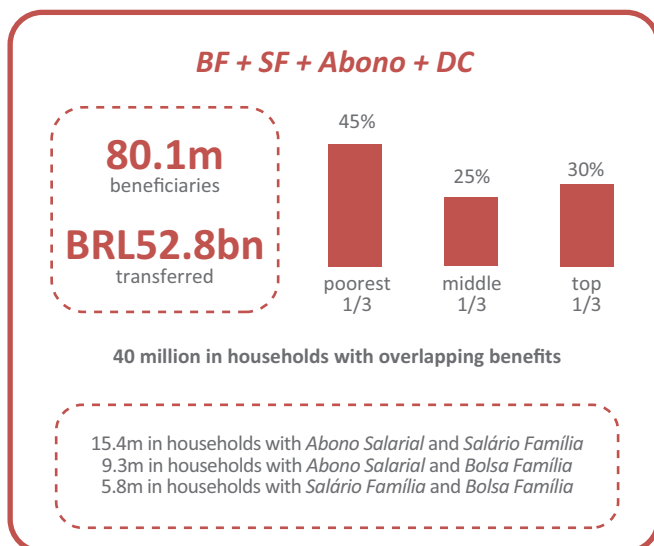 BF + SF + Abono + DC
80.1m
beneficiaries
BRL52.8bn
transferred
45%
25%
30%
poorest
1/3
middle
1/3
top
1/3
40 million in households with overlapping benefits
15.4m in households with Abono Salarial and Salário Família
9.3m in households with Abono Salarial and Bolsa Família
5.8m in households with Salário Família and Bolsa Família